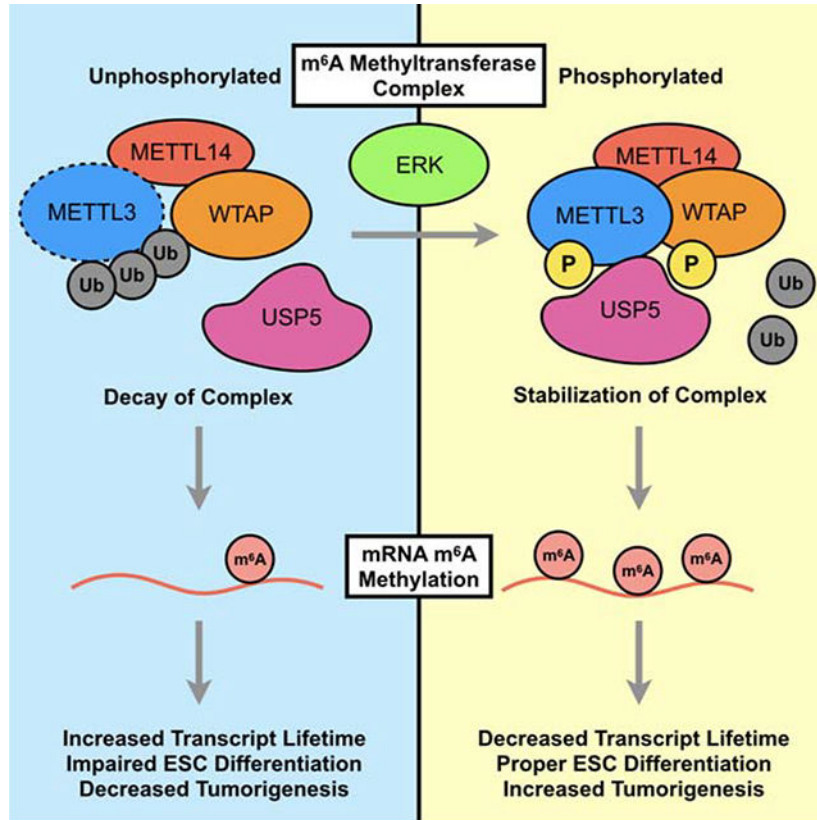 m⁶A Methyltransferase
Complex
Unphosphorylated
METTL14
METTL3
WTAP
Ub
Ub
Ub
USP5
Decay of Complex
ERK
Phosphorylated
METTL14
METTL3
WTAP
P
P
USP5
Ub
Ub
Stabilization of Complex
mRNA m⁶A
Methylation
m⁶A
m⁶A
m⁶A
m⁶A
Increased Transcript Lifetime
Impaired ESC Differentiation
Decreased Tumorigenesis
Decreased Transcript Lifetime
Proper ESC Differentiation
Increased Tumorigenesis